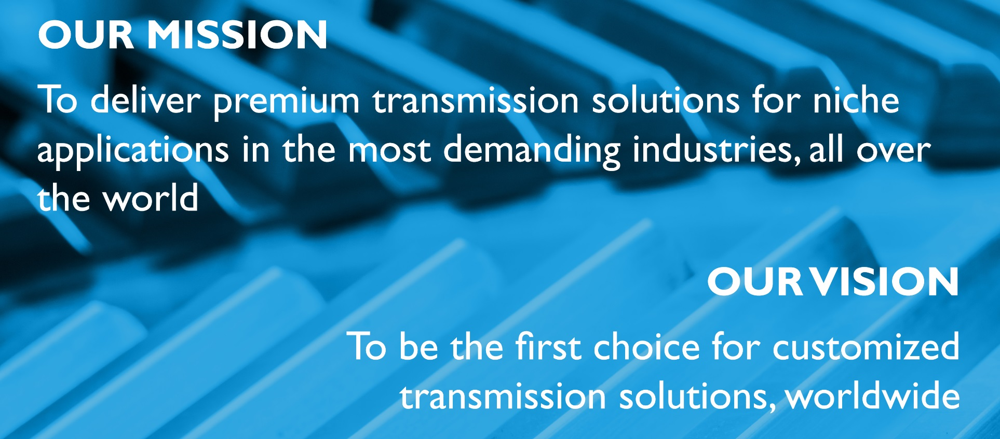 OUR MISSION
To deliver premium transmission solutions for niche
applications in the most demanding industries, all over
the world
OUR VISION
To be the first choice for customized
transmission solutions, worldwide